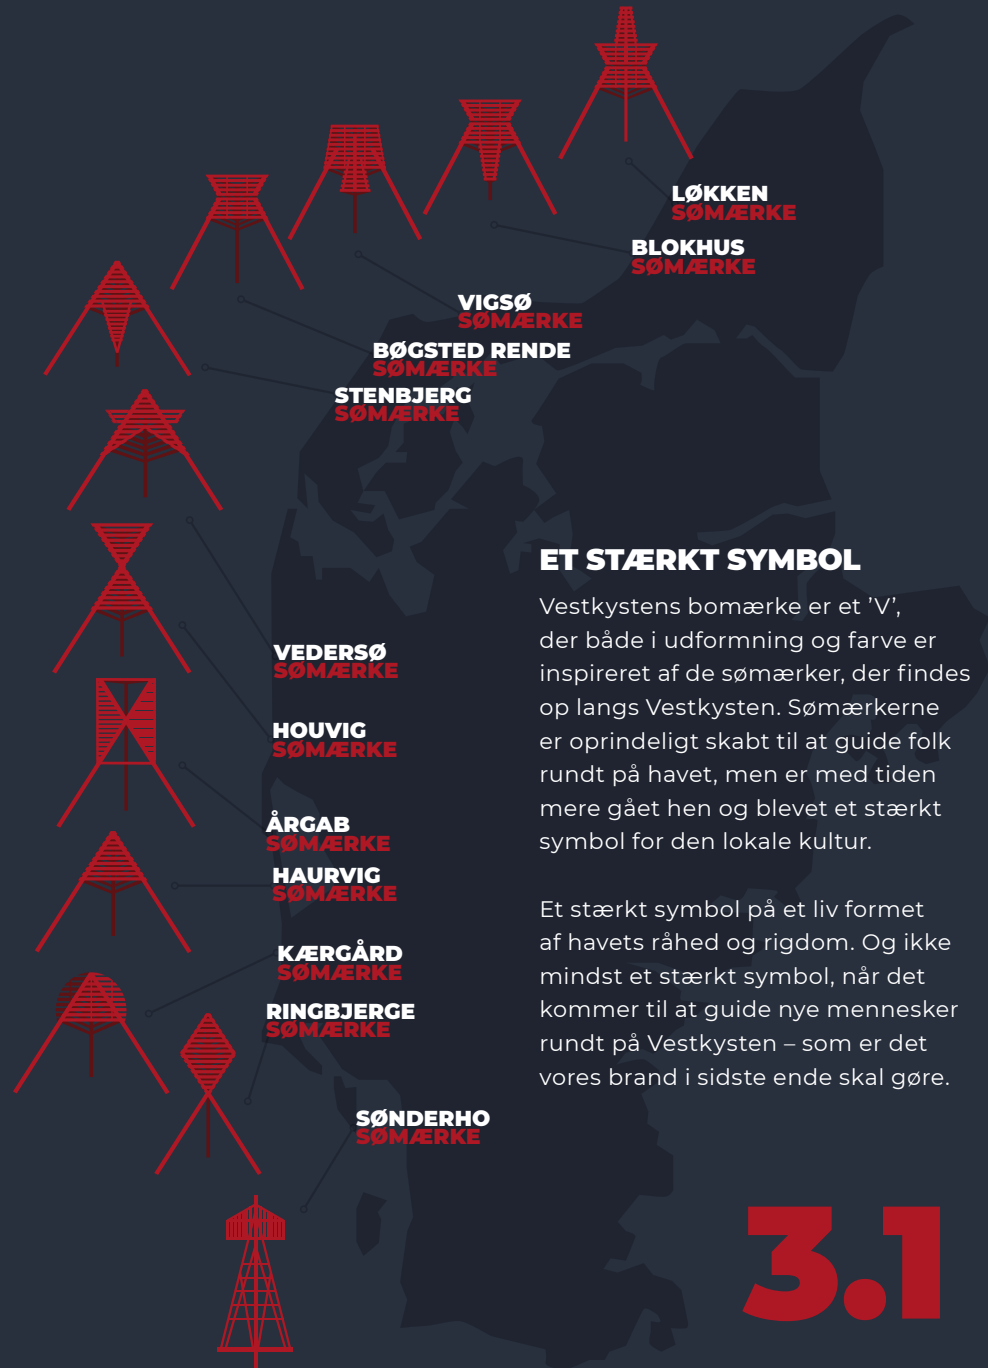 LØKKEN
SØMÆRKE
BLOKHUS
SØMÆRKE
VIGSØ
SØMÆRKE
BØGSTED RENDE
SØMÆRKE
STENBJERG
SØMÆRKE
VEDERSØ
SØMÆRKE
HOUVIG
SØMÆRKE
ÅRGAB
SØMÆRKE
HAURVIG
SØMÆRKE
KÆRGÅRD
SØMÆRKE
RINGBJERGE
SØMÆRKE
SØNDERHO
SØMÆRKE
ET STÆRKT SYMBOL
Vestkystens bomærke er et ’V’,
der både i udformning og farve er
inspireret af de sømærker, der findes
op langs Vestkysten. Sømærkerne
er oprindeligt skabt til at guide folk
rundt på havet, men er med tiden
mere gået hen og blevet et stærkt
symbol for den lokale kultur.
Et stærkt symbol på et liv formet
af havets råhed og rigdom. Og ikke
mindst et stærkt symbol, når det
kommer til at guide nye mennesker
rundt på Vestkysten – som er det
vores brand i sidste ende skal gøre.
3.1